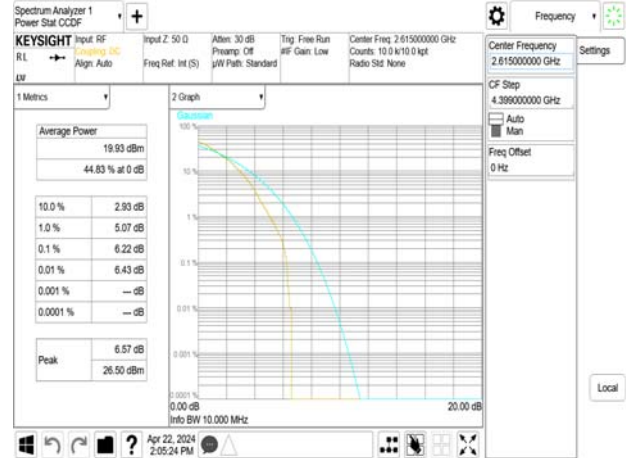 Spectrum Analyzer 1
Power Stat CCDF
Frequency
KEYSIGHT
RL
Input: RF
Coupling: DC
Align: Auto
Input Z: 50 Ω
Freq Ref: Int (S)
Atten: 30 dB
Preamp: Off
µW Path: Standard
Trig: Free Run
#IF Gain: Low
Center Freq: 2.615000000 GHz
Counts: 10.0 k/10.0 kpt
Radio Std: None
Center Frequency
2.615000000 GHz
Settings
CF Step
4.399000000 GHz
Auto
Man
Freq Offset
0 Hz
Local
1 Metrics
Average Power
19.93 dBm
44.83 % at 0 dB
10.0 % 2.93 dB
1.0 % 5.07 dB
0.1 % 6.22 dB
0.01 % 6.43 dB
0.001 % --- dB
0.0001 % --- dB
Peak 6.57 dB
26.50 dBm
2 Graph
Gaussian
100 %
10 %
1 %
0.1 %
0.01 %
0.001 %
0.0001 %
0.00 dB 20.00 dB
Info BW 10.000 MHz
Apr 22, 2024
2:05:24 PM